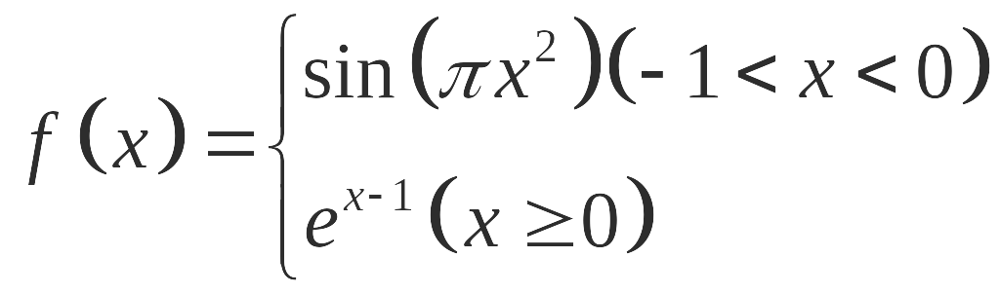 f(x) = { sin(πx²)(-1 < x < 0)
e^{x-1}(x ≥ 0)